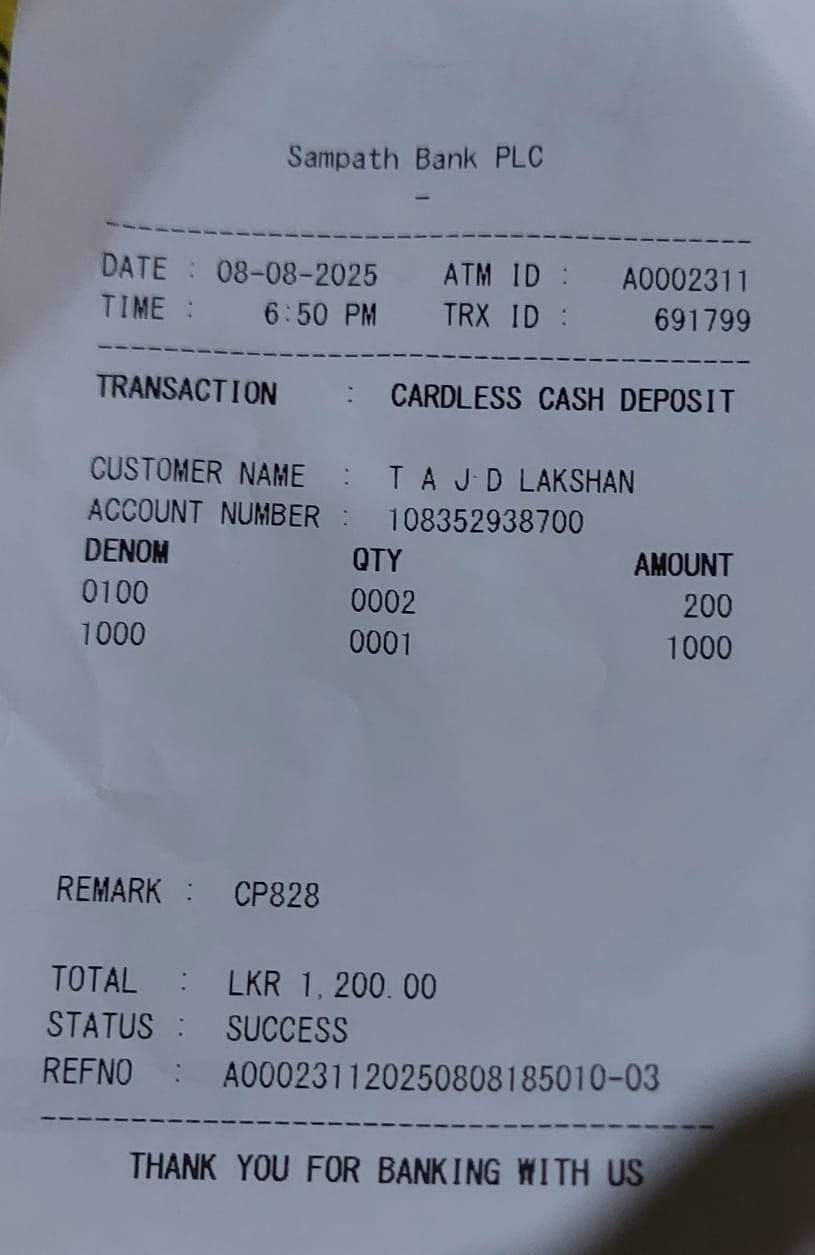 Sampath Bank PLC
-
----------------------------------------
DATE : 08-08-2025 ATM ID : A0002311
TIME : 6:50 PM TRX ID : 691799
----------------------------------------
TRANSACTION : CARDLESS CASH DEPOSIT
CUSTOMER NAME : T A J D LAKSHAN
ACCOUNT NUMBER : 108352938700
DENOM QTY AMOUNT
0100 0002 200
1000 0001 1000
REMARK : CP828
TOTAL : LKR 1,200.00
STATUS : SUCCESS
REFNO : A000231120250808185010-03
----------------------------------------
THANK YOU FOR BANKING WITH US